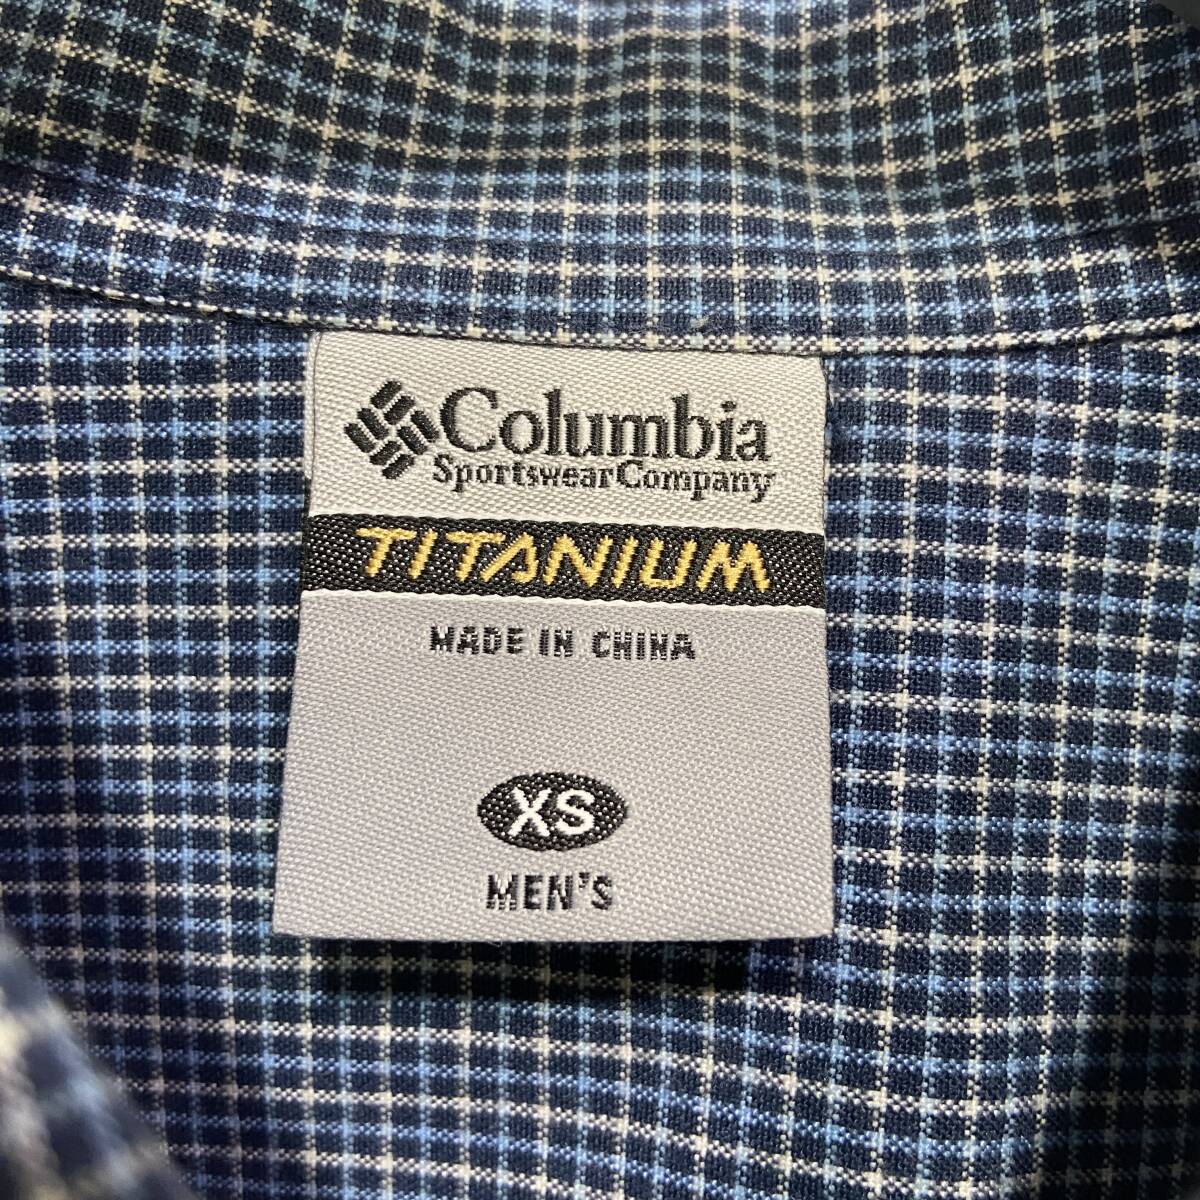 Columbia
Sportswear Company
TITANIUM
MADE IN CHINA
XS
MEN'S